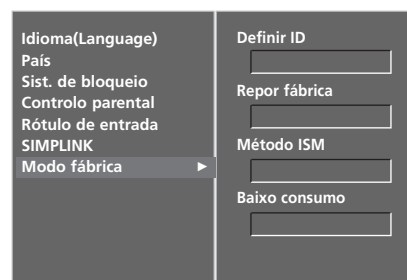 Idioma(Language)
País
Sist. de bloqueio
Controlo parental
Rótulo de entrada
SIMPLINK
Modo fábrica ►
Definir ID
Repor fábrica
Método ISM
Baixo consumo